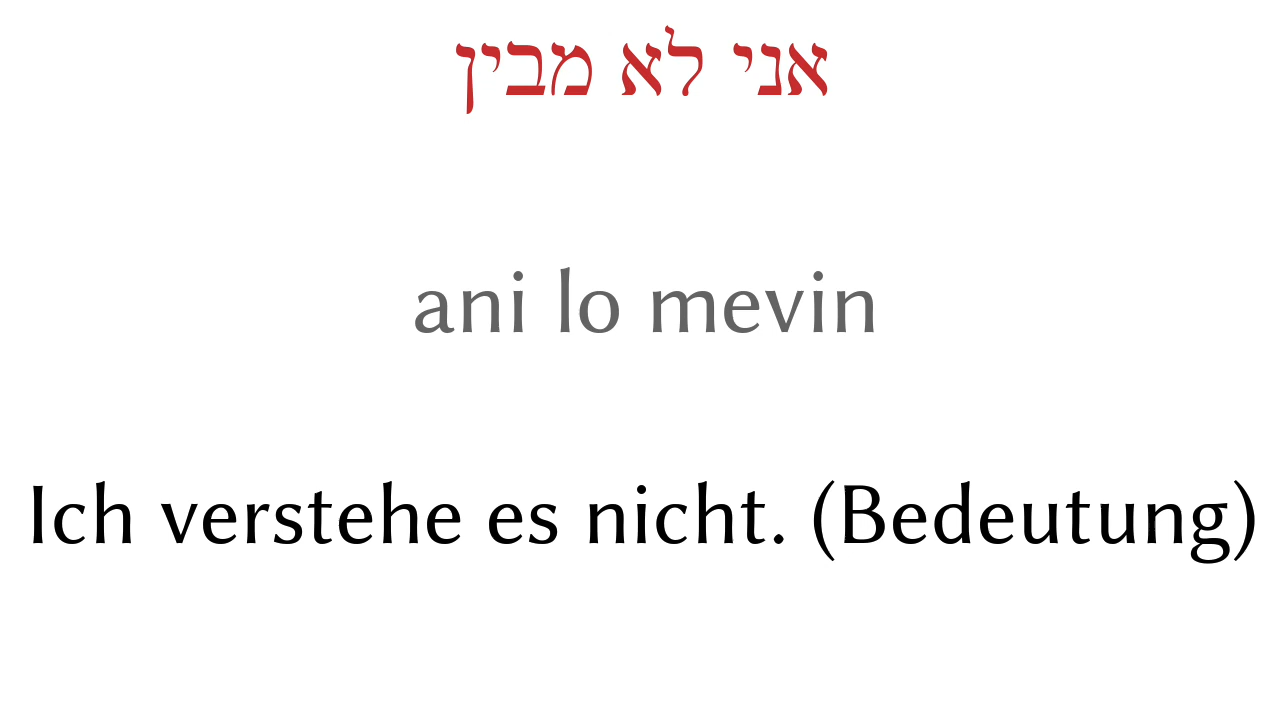 אני לא מבין
ani lo mevin
Ich verstehe es nicht. (Bedeutung)